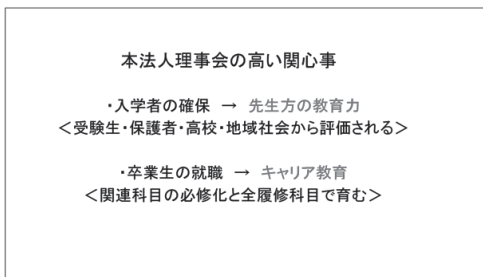 本法人理事会の高い関心事
・入学者の確保 → 先生方の教育力
＜受験生・保護者・高校・地域社会から評価される＞
・卒業生の就職 → キャリア教育
＜関連科目の必修化と全履修科目で育む＞